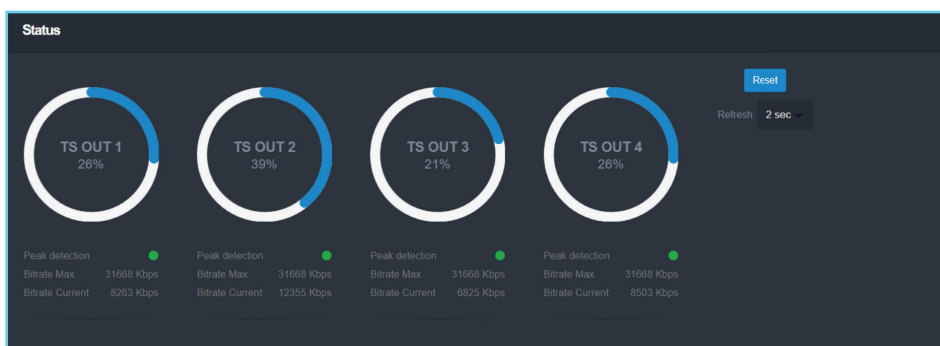 Status
Reset
Refresh: 2 sec
TS OUT 1
26%
TS OUT 2
39%
TS OUT 3
21%
TS OUT 4
26%
Peak detection
Bitrate Max. 31668 Kbps
Bitrate Current 8263 Kbps
Peak detection
Bitrate Max. 31668 Kbps
Bitrate Current 12355 Kbps
Peak detection
Bitrate Max. 31668 Kbps
Bitrate Current 6825 Kbps
Peak detection
Bitrate Max. 31668 Kbps
Bitrate Current 8503 Kbps